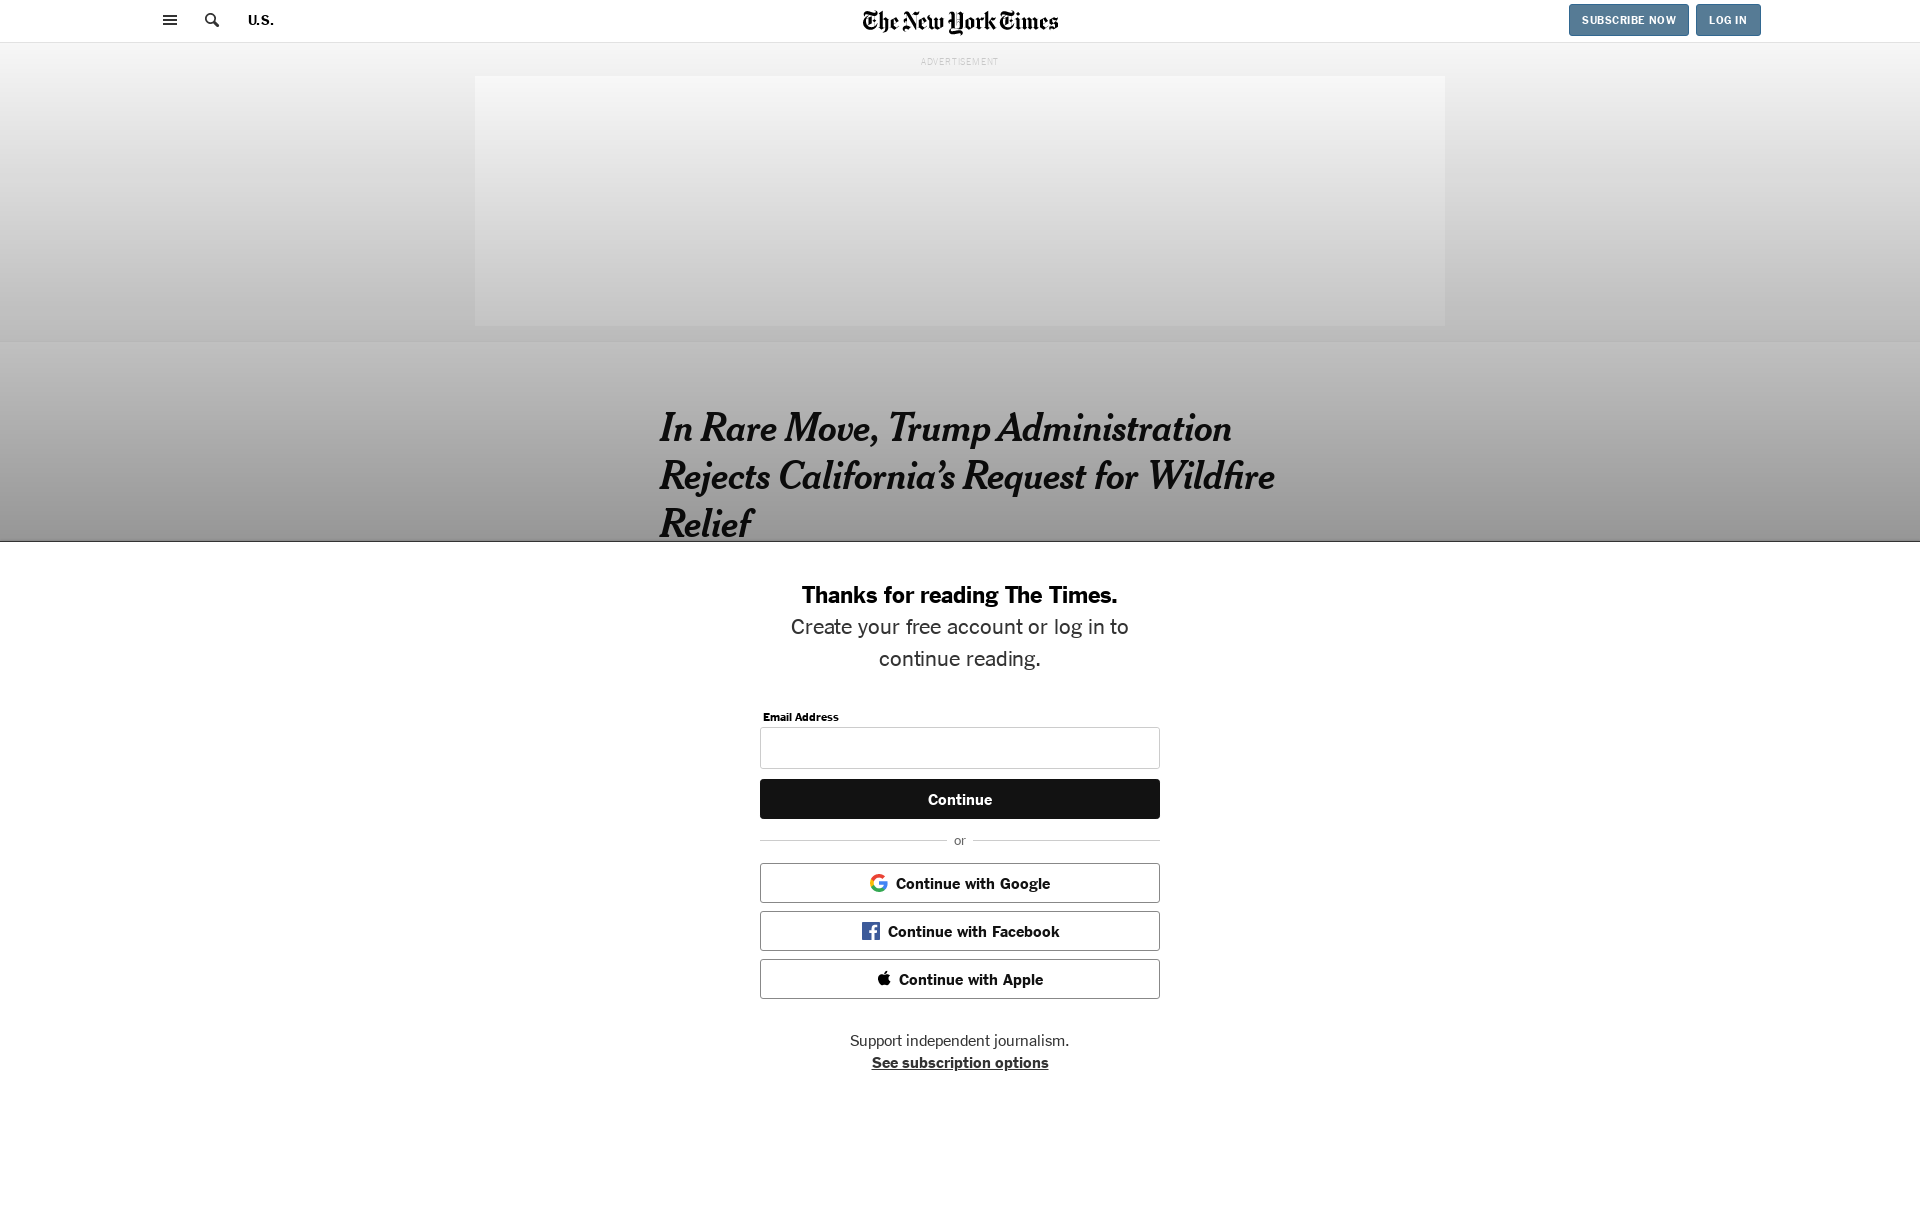 U.S.
The New York Times
SUBSCRIBE NOW
LOG IN
ADVERTISEMENT
In Rare Move, Trump Administration
Rejects California’s Request for Wildfire
Relief
Thanks for reading The Times.
Create your free account or log in to
continue reading.
Email Address
Continue
or
Continue with Google
Continue with Facebook
Continue with Apple
Support independent journalism.
See subscription options